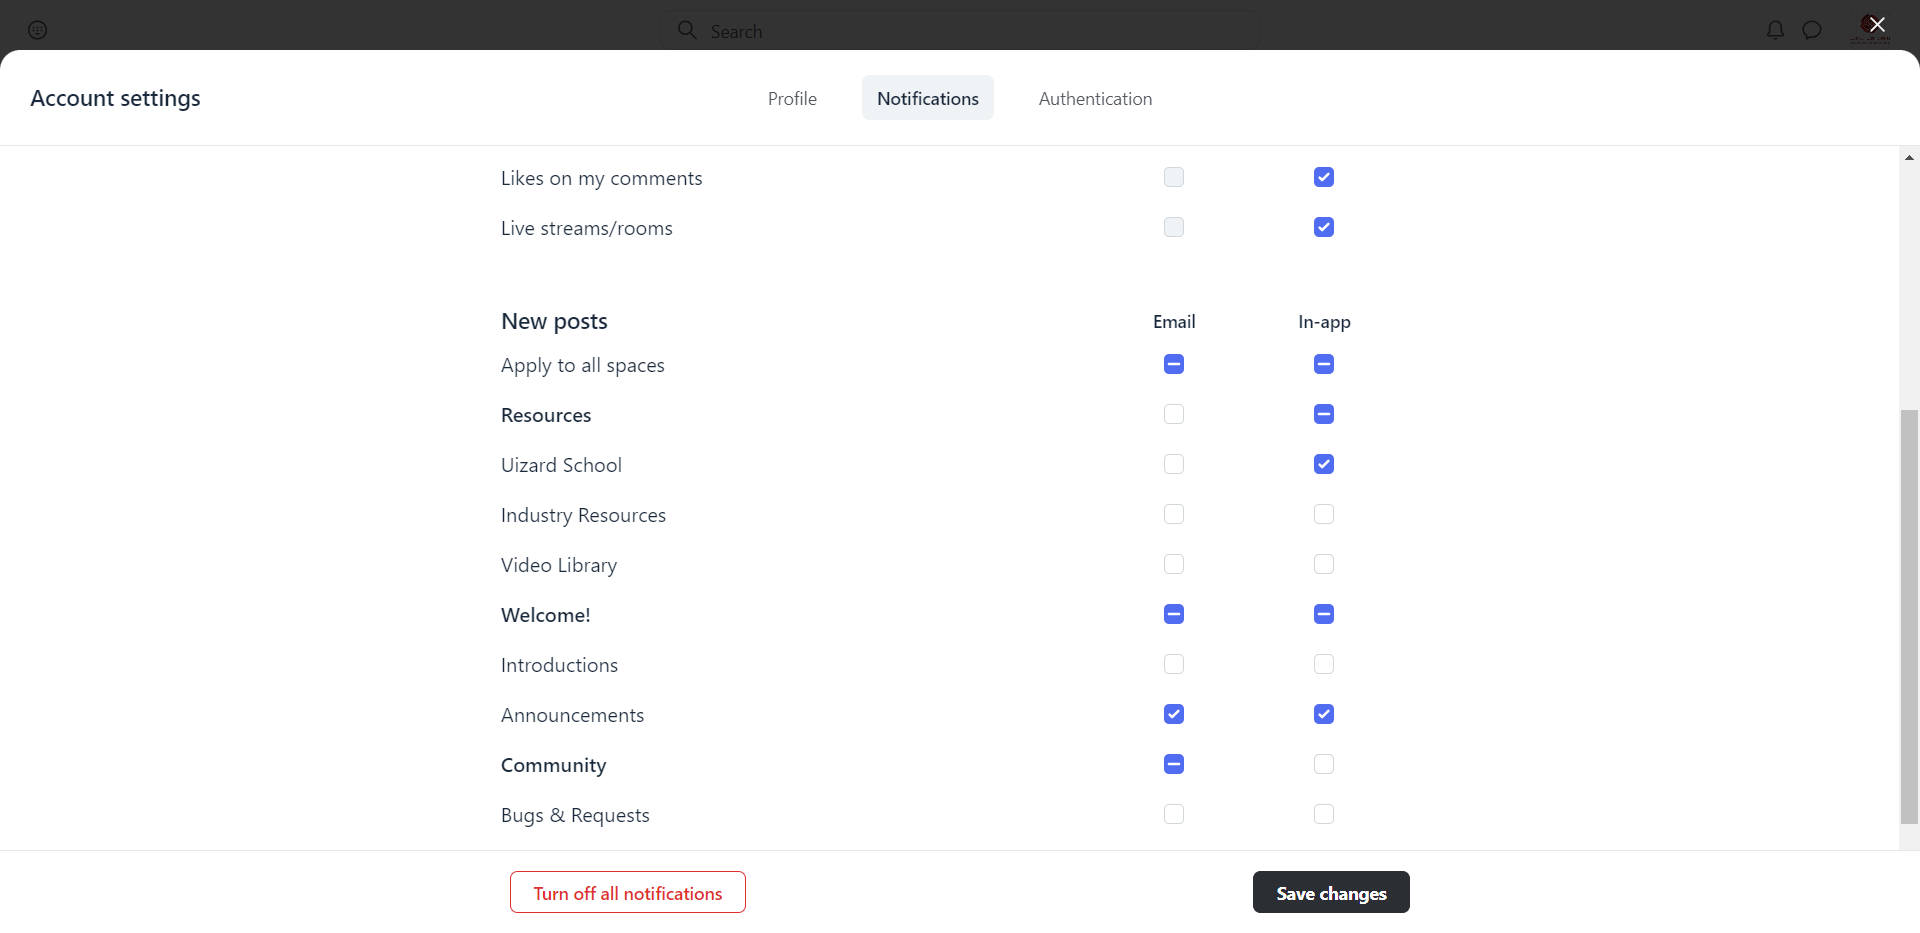 Search
Account settings
Profile
Notifications
Authentication
Likes on my comments
Live streams/rooms
New posts
Email
In-app
Apply to all spaces
Resources
Uizard School
Industry Resources
Video Library
Welcome!
Introductions
Announcements
Community
Bugs & Requests
Turn off all notifications
Save changes